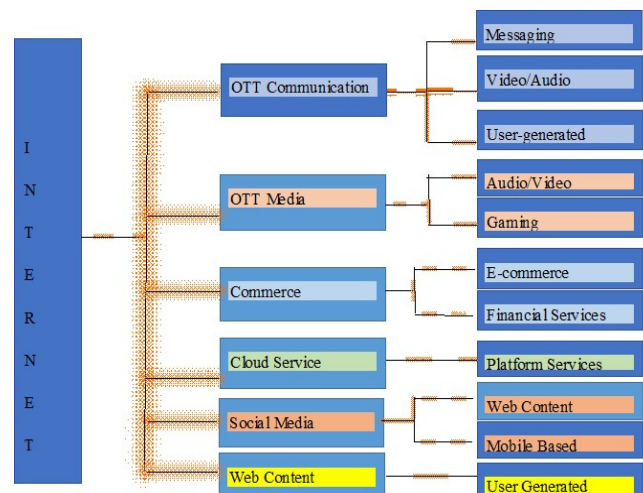 INTERNET
OTT Communication
Messaging
Video/Audio
User-generated
OTT Media
Audio/Video
Gaming
Commerce
E-commerce
Financial Services
Cloud Service
Platform Services
Social Media
Web Content
Mobile Based
Web Content
User Generated